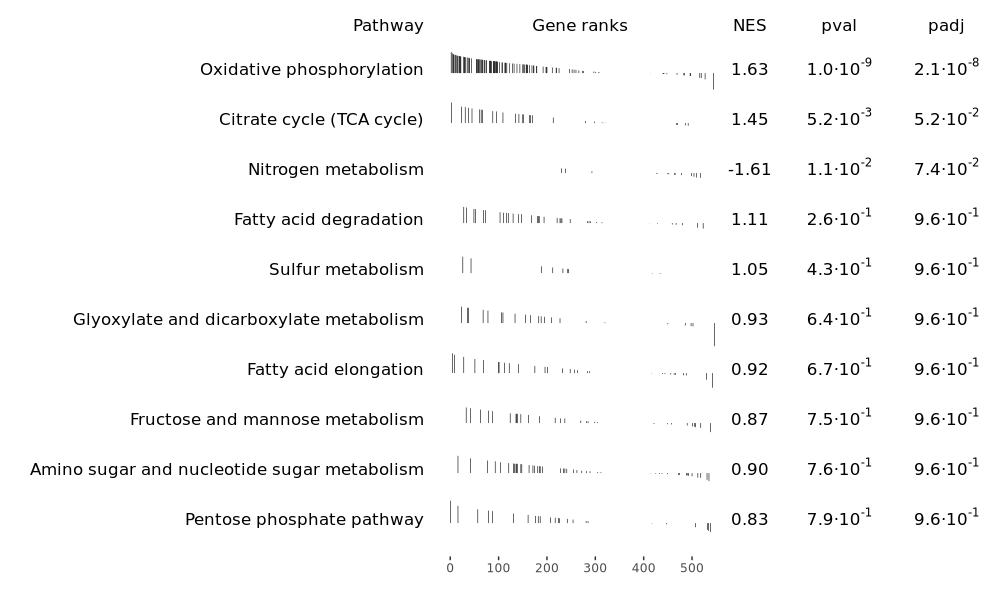 Pathway Gene ranks NES pval padj
Oxidative phosphorylation 1.63 1.0·10⁻⁹ 2.1·10⁻⁸
Citrate cycle (TCA cycle) 1.45 5.2·10⁻³ 5.2·10⁻²
Nitrogen metabolism -1.61 1.1·10⁻² 7.4·10⁻²
Fatty acid degradation 1.11 2.6·10⁻¹ 9.6·10⁻¹
Sulfur metabolism 1.05 4.3·10⁻¹ 9.6·10⁻¹
Glyoxylate and dicarboxylate metabolism 0.93 6.4·10⁻¹ 9.6·10⁻¹
Fatty acid elongation 0.92 6.7·10⁻¹ 9.6·10⁻¹
Fructose and mannose metabolism 0.87 7.5·10⁻¹ 9.6·10⁻¹
Amino sugar and nucleotide sugar metabolism 0.90 7.6·10⁻¹ 9.6·10⁻¹
Pentose phosphate pathway 0.83 7.9·10⁻¹ 9.6·10⁻¹
0 100 200 300 400 500